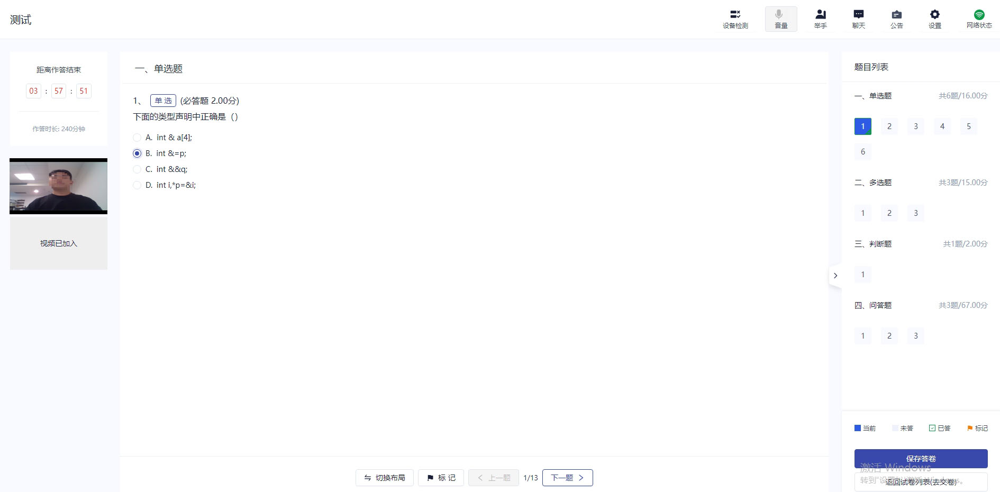 测试
设备检测
音量
举手
聊天
公告
设置
网络状态
距离作答结束
03 : 57 : 51
作答时长: 240分钟
视频已加入
一、单选题
1、 单 选 (必答题 2.00分)
下面的类型声明中正确是（）
A. int & a[4];
B. int &=p;
C. int &&q;
D. int i,*p=&i;
切换布局
标 记
上一题
1/13
下一题
题目列表
一、单选题 共6题/16.00分
1 2 3 4 5
6
二、多选题 共3题/15.00分
1 2 3
三、判断题 共1题/2.00分
1
四、问答题 共3题/67.00分
1 2 3
当前 未答 已答 标记
保存答卷
激活 Windows
转到"设置"以激活 Windows。
返回试卷列表(去交卷)